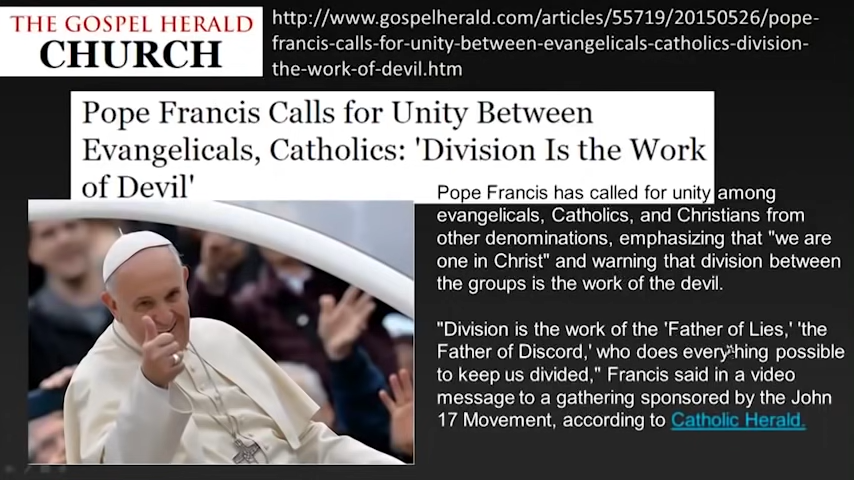 THE GOSPEL HERALD
CHURCH
http://www.gospelherald.com/articles/55719/20150526/pope-
francis-calls-for-unity-between-evangelicals-catholics-division-
the-work-of-devil.htm
Pope Francis Calls for Unity Between
Evangelicals, Catholics: 'Division Is the Work
of Devil'
Pope Francis has called for unity among
evangelicals, Catholics, and Christians from
other denominations, emphasizing that "we are
one in Christ" and warning that division between
the groups is the work of the devil.
"Division is the work of the 'Father of Lies,' 'the
Father of Discord,' who does everything possible
to keep us divided," Francis said in a video
message to a gathering sponsored by the John
17 Movement, according to Catholic Herald.